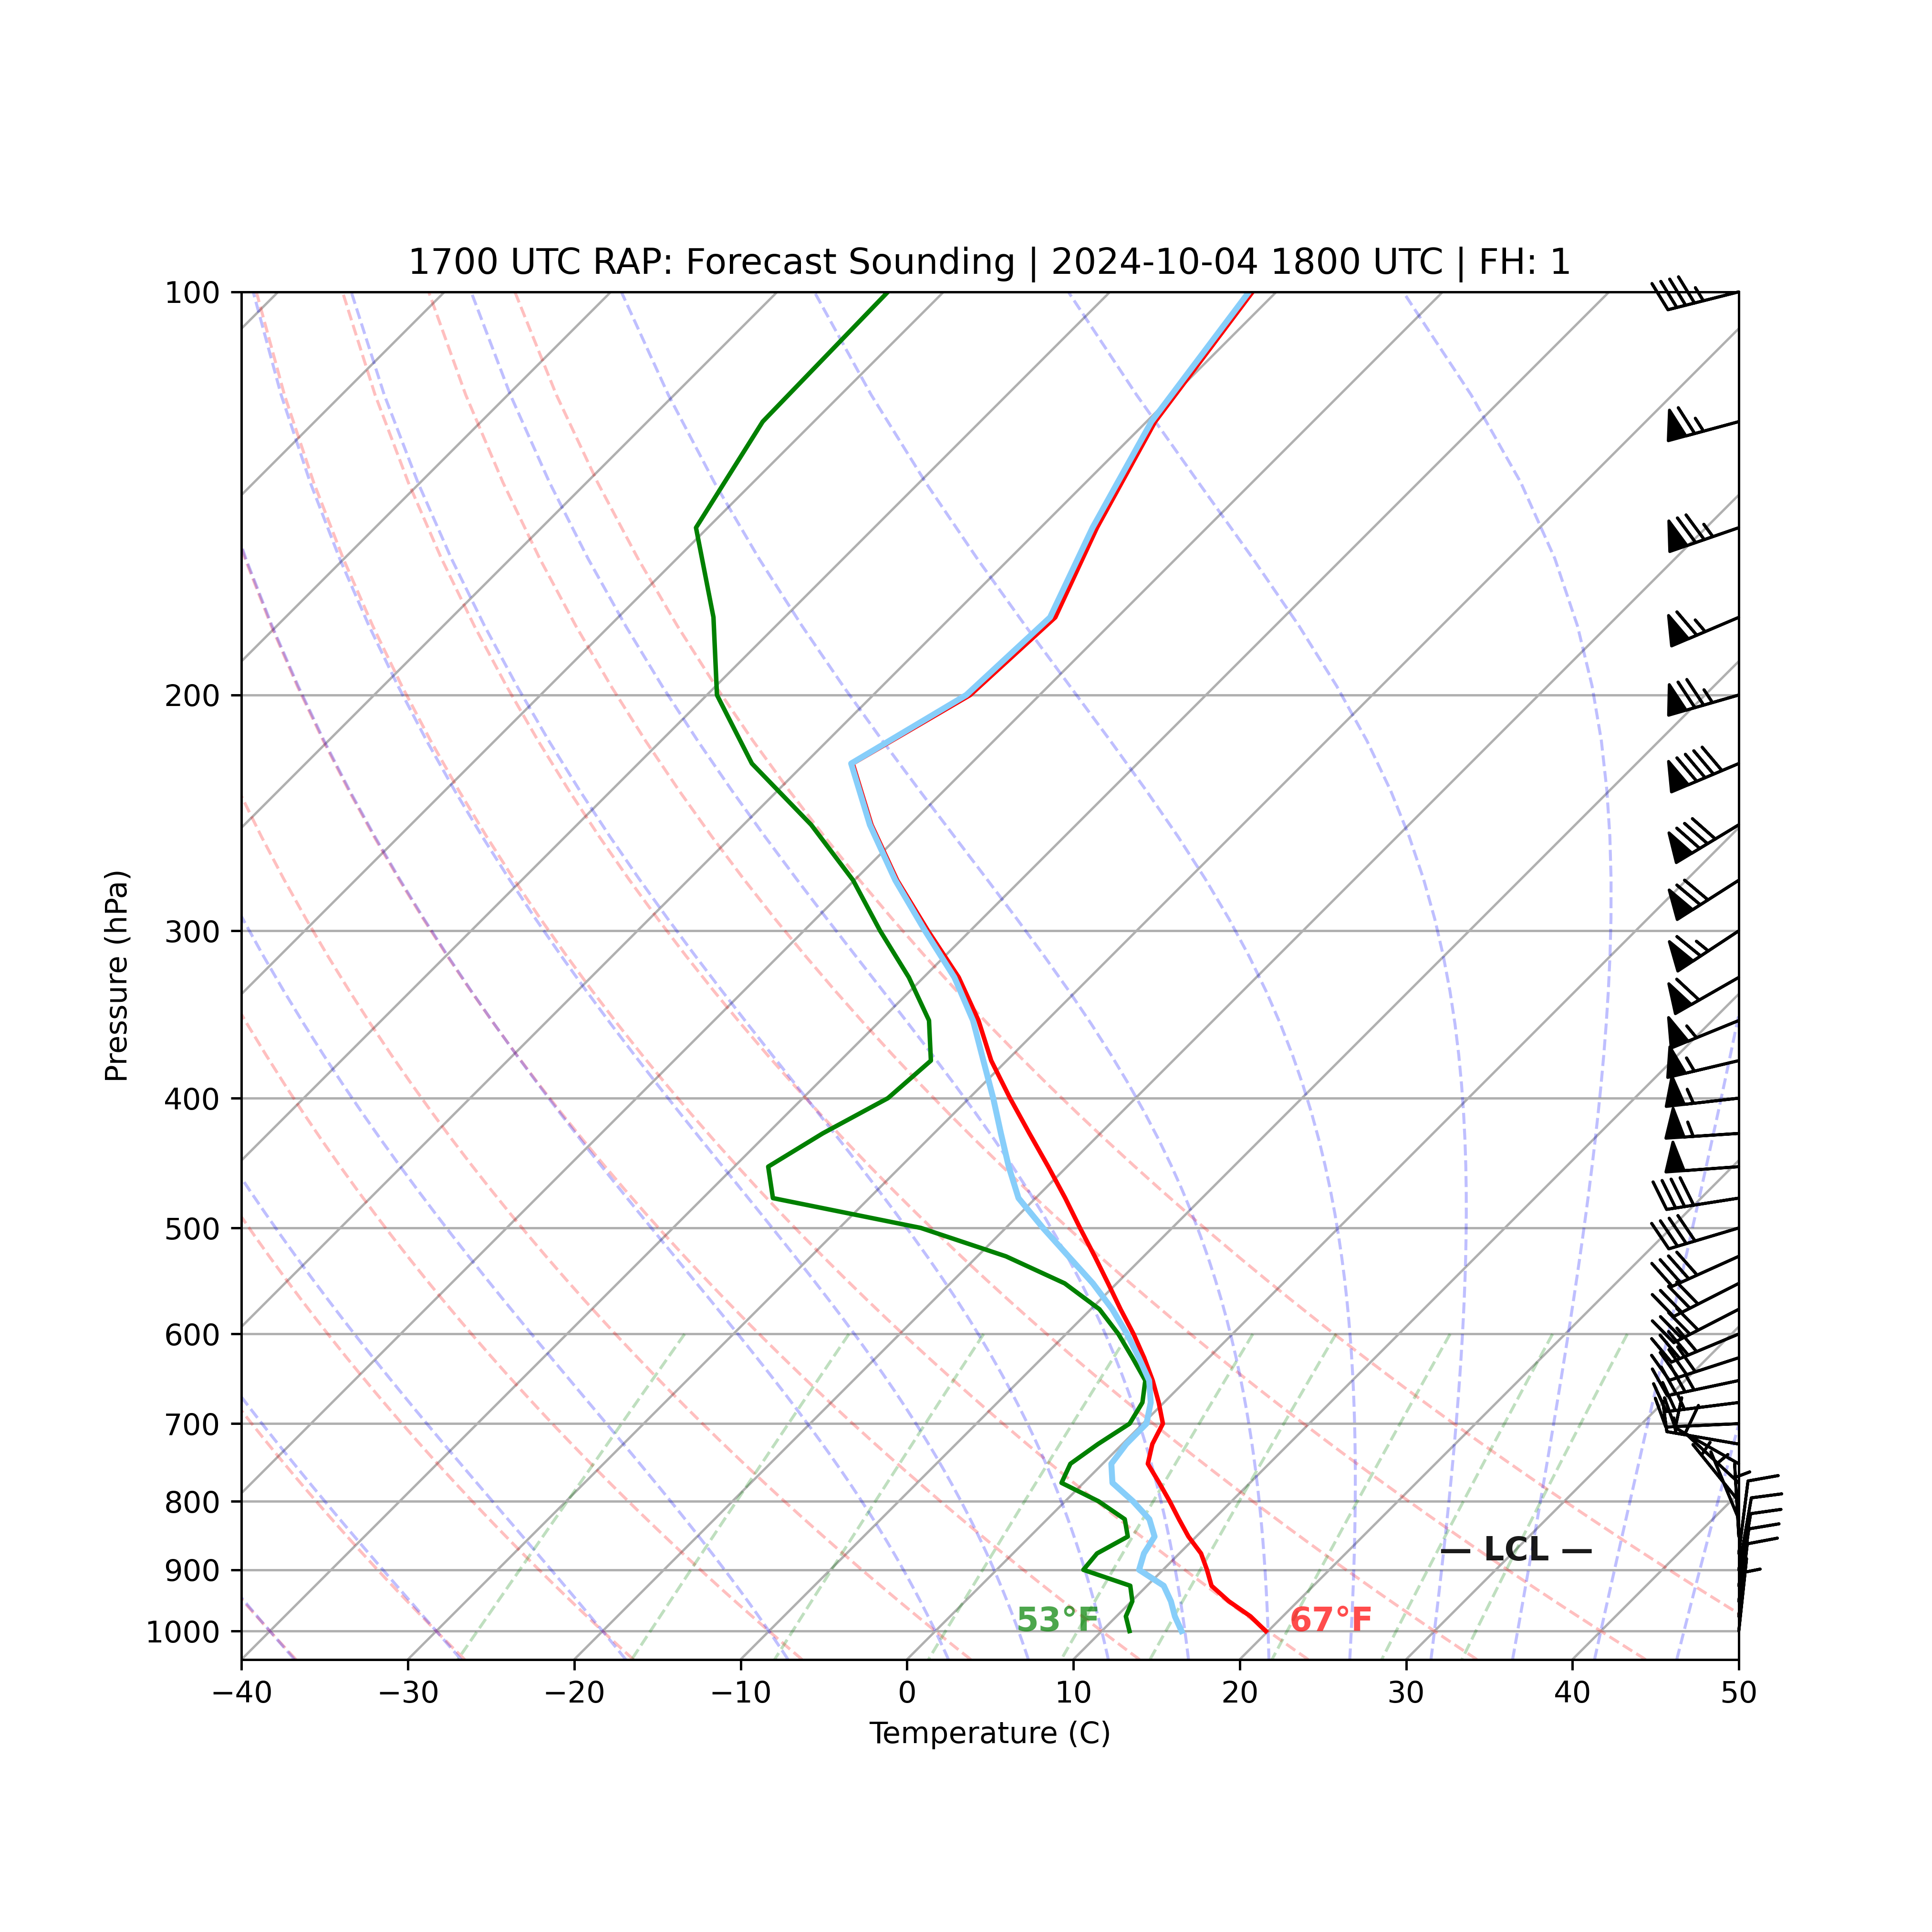 1700 UTC RAP: Forecast Sounding | 2024-10-04 1800 UTC | FH: 1
100
200
300
400
500
600
700
800
900
1000
Pressure (hPa)
— LCL —
53°F
67°F
−40 −30 −20 −10 0 10 20 30 40 50
Temperature (C)